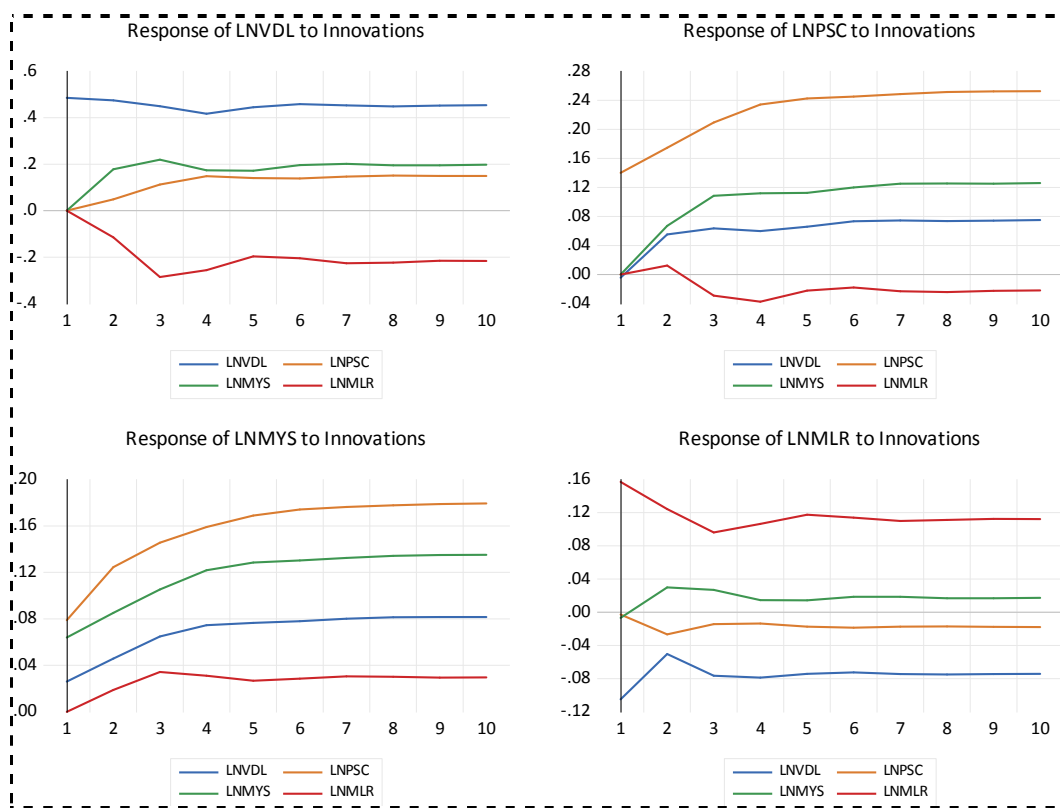 Response of LNVDL to Innovations
.6
.4
.2
.0
-.2
-.4
1 2 3 4 5 6 7 8 9 10
LNVDL LNPSC
LNMYS LNMLR
Response of LNPSC to Innovations
.28
.24
.20
.16
.12
.08
.04
.00
-.04
1 2 3 4 5 6 7 8 9 10
LNVDL LNPSC
LNMYS LNMLR
Response of LNMYS to Innovations
.20
.16
.12
.08
.04
.00
1 2 3 4 5 6 7 8 9 10
LNVDL LNPSC
LNMYS LNMLR
Response of LNMLR to Innovations
.16
.12
.08
.04
.00
-.04
-.08
-.12
1 2 3 4 5 6 7 8 9 10
LNVDL LNPSC
LNMYS LNMLR